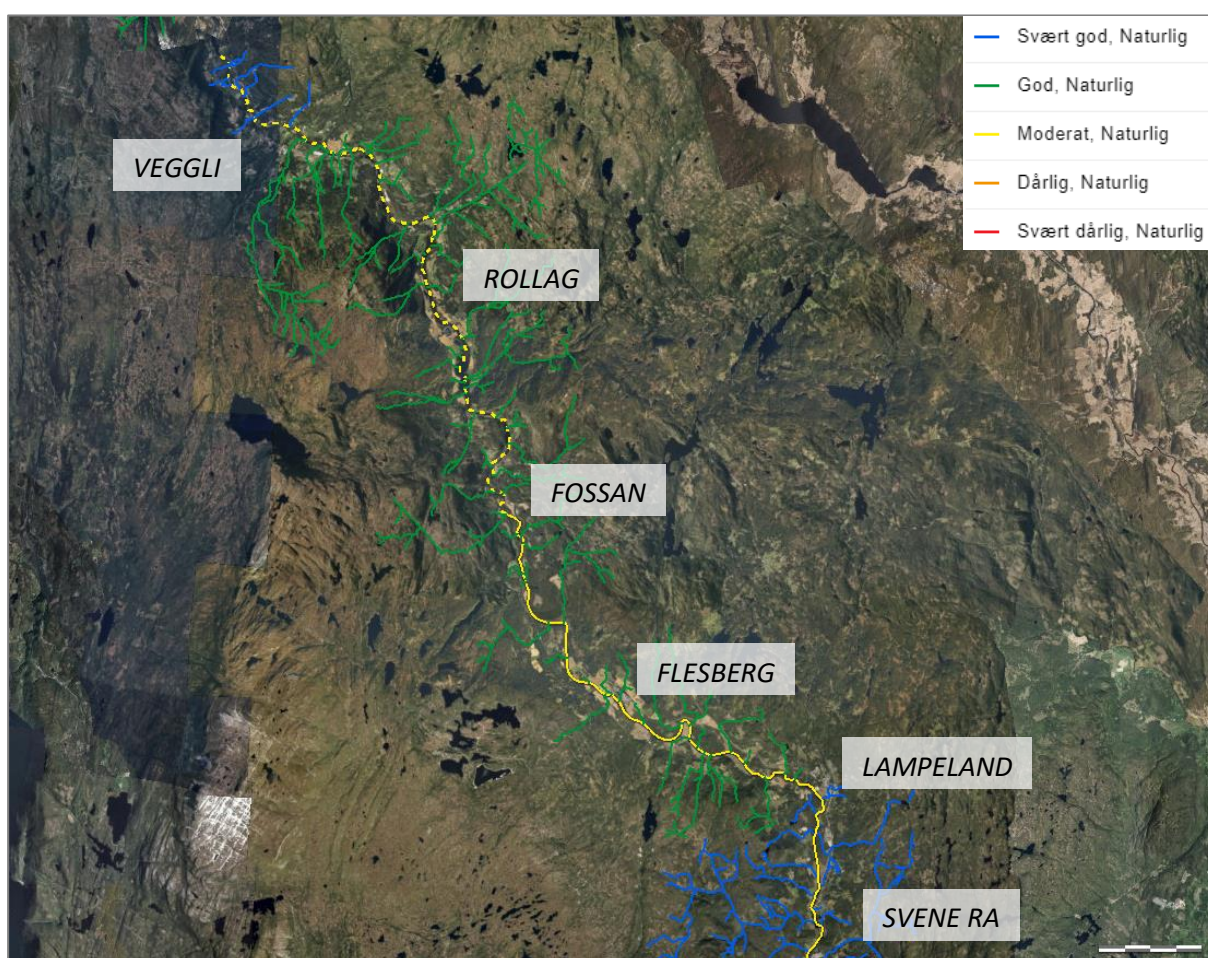 Svært god, Naturlig
God, Naturlig
Moderat, Naturlig
Dårlig, Naturlig
Svært dårlig, Naturlig
VEGGLI
ROLLAG
FOSSAN
FLESBERG
LAMPELAND
SVENE RA